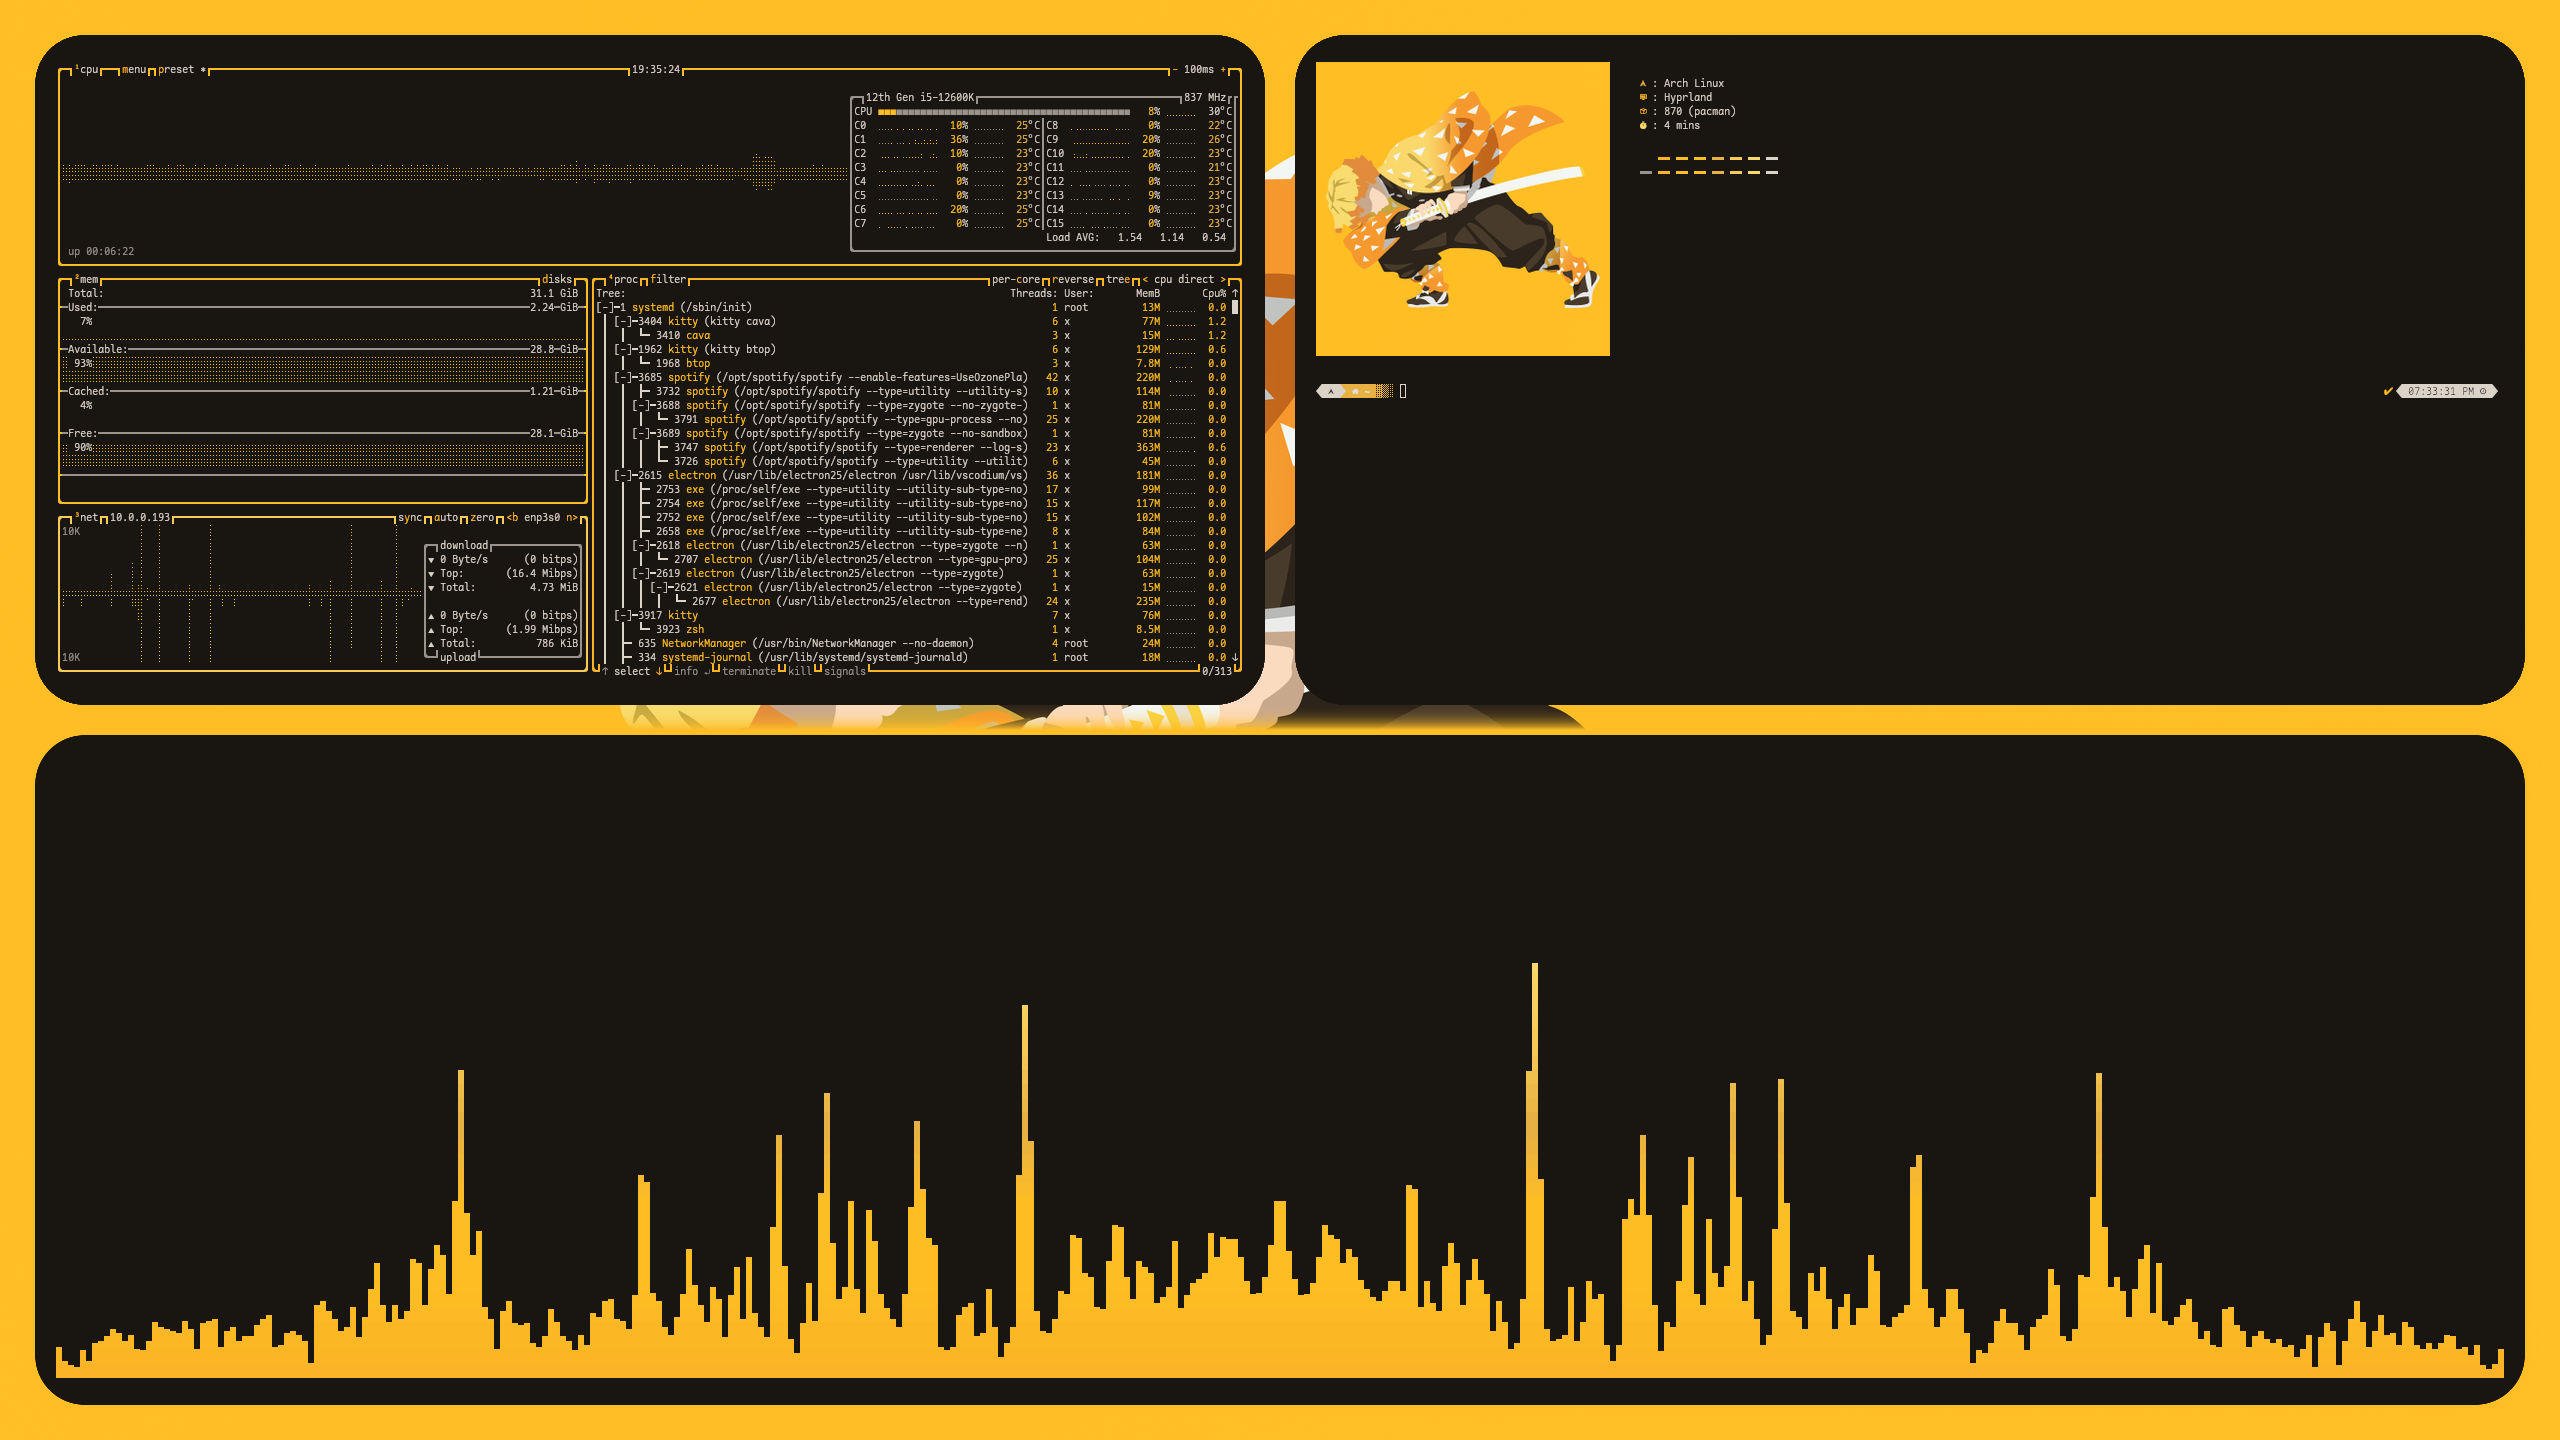 ¹cpu menu preset * 19:35:24 - 100ms +
12th Gen i5-12600K 837 MHz
CPU 8% 30°C
C0 10% 25°C C8 0% 22°C
C1 36% 25°C C9 20% 26°C
C2 10% 23°C C10 20% 23°C
C3 0% 23°C C11 0% 21°C
C4 0% 23°C C12 0% 23°C
C5 0% 25°C C13 9% 23°C
C6 20% 25°C C14 0% 23°C
C7 0% 25°C C15 0% 23°C
Load AVG: 1.54 1.14 0.54
up 00:06:22
²mem disks
Total: 31.1 GiB
Used: 2.24 GiB
7%
Available: 28.8 GiB
93%
Cached: 1.21 GiB
4%
Free: 28.1 GiB
90%
³net 10.0.0.193 sync auto zero <b enp3s0 n>
10K
download
▼ 0 Byte/s (0 bitps)
▼ Top: (16.4 Mibps)
▼ Total: 4.73 MiB
▲ 0 Byte/s (0 bitps)
▲ Top: (1.99 Mibps)
▲ Total: 786 KiB
10K
upload
⁴proc filter per-core reverse tree < cpu direct >
Tree: Threads: User: MemB Cpu% ↑
[-]-1 systemd (/sbin/init) 1 root 13M 0.0
[-]-3404 kitty (kitty cava) 6 x 77M 1.2
3410 cava 3 x 15M 1.2
[-]-1962 kitty (kitty btop) 6 x 129M 0.6
1968 btop 3 x 7.8M 0.0
[-]-3685 spotify (/opt/spotify/spotify --enable-features=UseOzonePla) 42 x 220M 0.0
3732 spotify (/opt/spotify/spotify --type=utility --utility-s) 10 x 114M 0.0
[-]-3688 spotify (/opt/spotify/spotify --type=zygote --no-zygote-) 1 x 81M 0.0
3791 spotify (/opt/spotify/spotify --type=gpu-process --no) 25 x 220M 0.0
[-]-3689 spotify (/opt/spotify/spotify --type=zygote --no-sandbox) 1 x 81M 0.0
3747 spotify (/opt/spotify/spotify --type=renderer --log-s) 23 x 363M 0.6
3726 spotify (/opt/spotify/spotify --type=utility --utilit) 6 x 45M 0.0
[-]-2615 electron (/usr/lib/electron25/electron /usr/lib/vscodium/vs) 36 x 181M 0.0
2753 exe (/proc/self/exe --type=utility --utility-sub-type=no) 17 x 99M 0.0
2754 exe (/proc/self/exe --type=utility --utility-sub-type=no) 15 x 117M 0.0
2752 exe (/proc/self/exe --type=utility --utility-sub-type=no) 15 x 102M 0.0
2658 exe (/proc/self/exe --type=utility --utility-sub-type=ne) 8 x 84M 0.0
[-]-2618 electron (/usr/lib/electron25/electron --type=zygote --n) 1 x 63M 0.0
2707 electron (/usr/lib/electron25/electron --type=gpu-pro) 25 x 104M 0.0
[-]-2619 electron (/usr/lib/electron25/electron --type=zygote) 1 x 63M 0.0
[-]-2621 electron (/usr/lib/electron25/electron --type=zygote) 1 x 15M 0.0
2677 electron (/usr/lib/electron25/electron --type=rend) 24 x 235M 0.0
[-]-3917 kitty 7 x 76M 0.0
3923 zsh 1 x 8.5M 0.0
635 NetworkManager (/usr/bin/NetworkManager --no-daemon) 4 root 24M 0.0
334 systemd-journal (/usr/lib/systemd/systemd-journald) 1 root 18M 0.0 ↓
↑ select ↓ info ↵ terminate kill signals 0/313
: Arch Linux
: Hyprland
: 870 (pacman)
: 4 mins
~ ✔ 07:33:31 PM